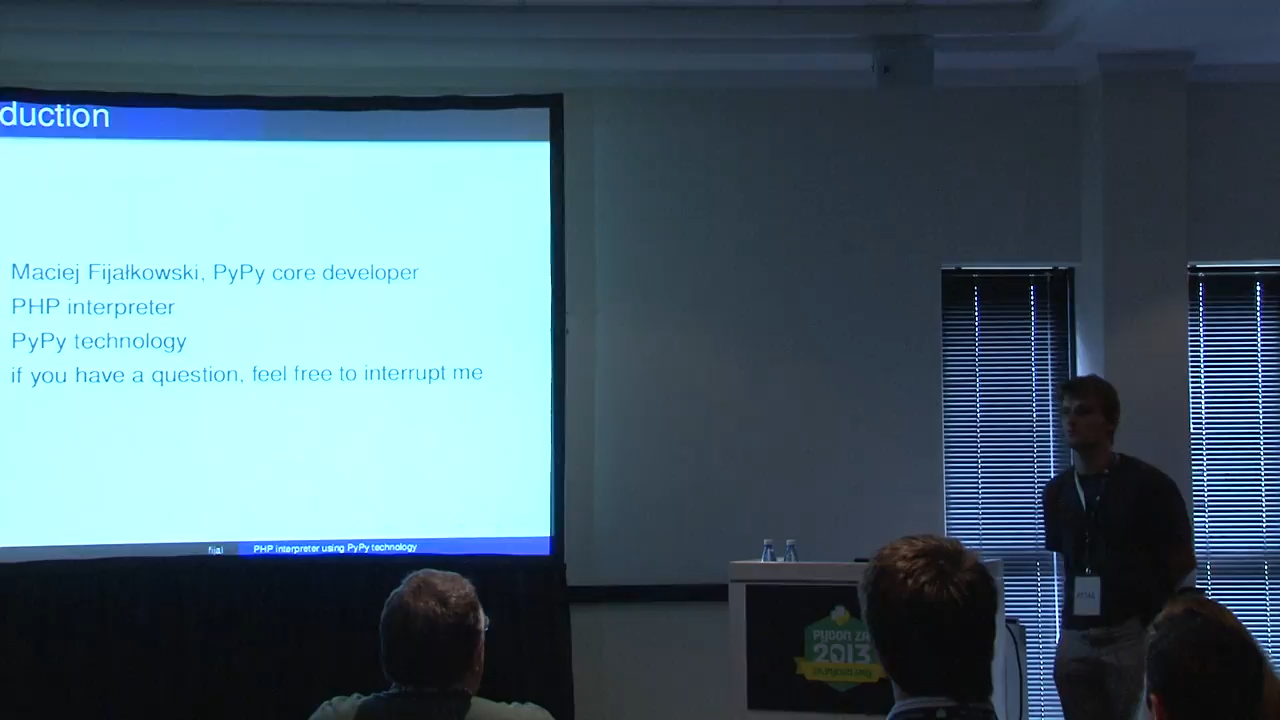 duction
Maciej Fijałkowski, PyPy core developer
PHP interpreter
PyPy technology
if you have a question, feel free to interrupt me
fijal
PHP interpreter using PyPy technology
PYCON ZA
2013